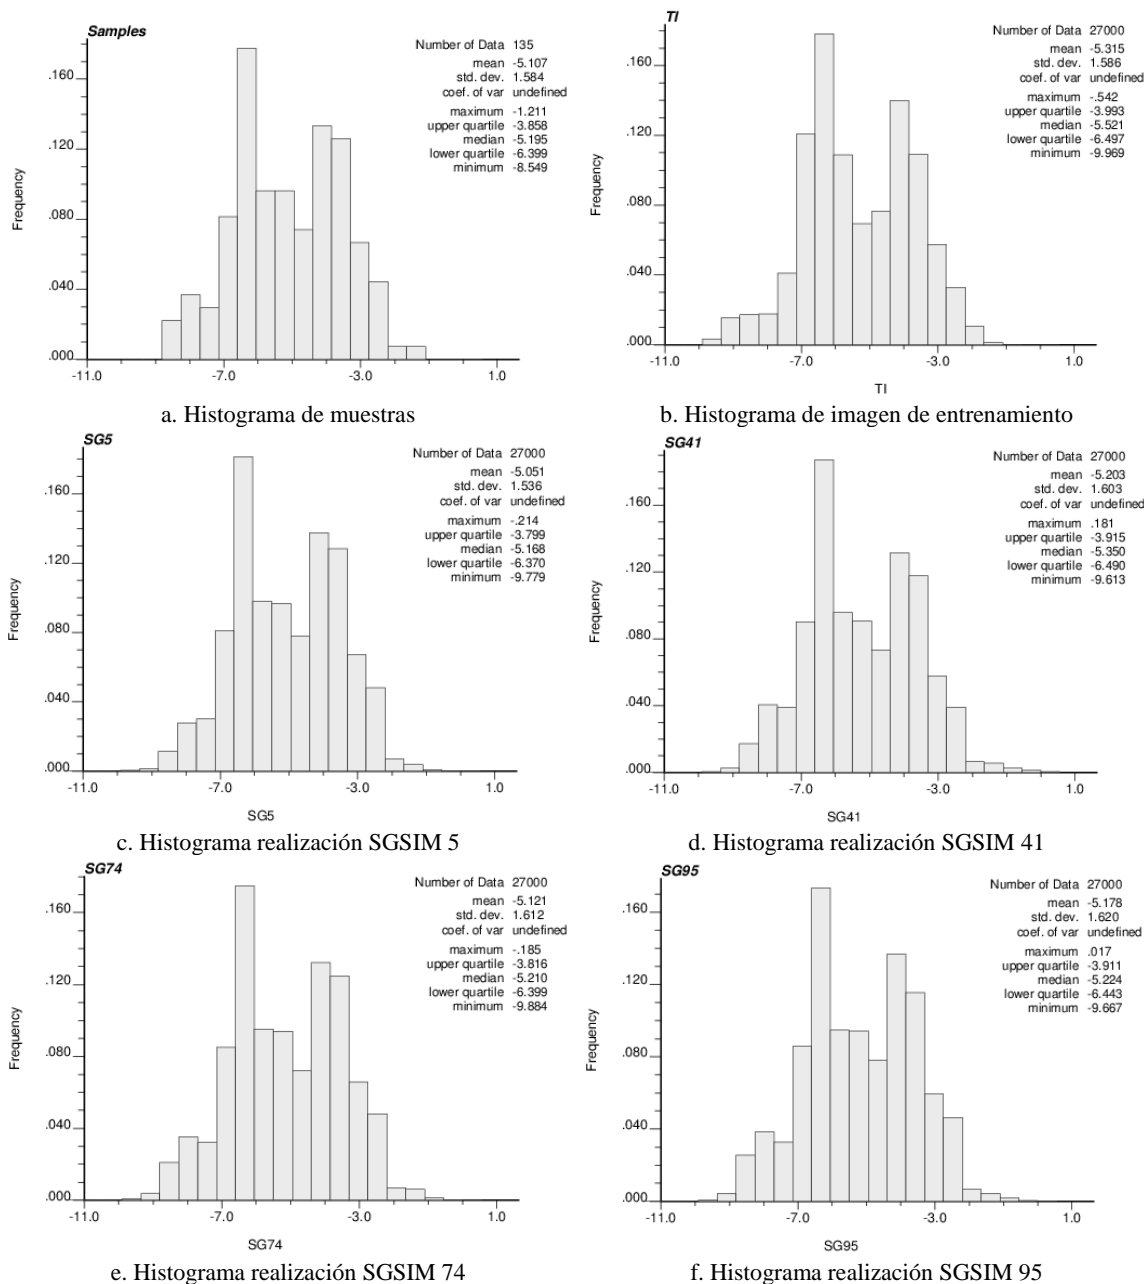 Samples
Number of Data 135
mean -5.107
std. dev. 1.584
coef. of var undefined
maximum -1.211
upper quartile -3.858
median -5.195
lower quartile -6.399
minimum -8.549
Frequency
.160
.120
.080
.040
.000
-11.0 -7.0 -3.0 1.0
a. Histograma de muestras
TI
Number of Data 27000
mean -5.315
std. dev. 1.586
coef. of var undefined
maximum -.542
upper quartile -3.993
median -5.521
lower quartile -6.497
minimum -9.969
Frequency
.160
.120
.080
.040
.000
-11.0 -7.0 -3.0 1.0
TI
b. Histograma de imagen de entrenamiento
SG5
Number of Data 27000
mean -5.051
std. dev. 1.536
coef. of var undefined
maximum -.214
upper quartile -3.799
median -5.168
lower quartile -6.370
minimum -9.779
Frequency
.160
.120
.080
.040
.000
-11.0 -7.0 -3.0 1.0
SG5
c. Histograma realización SGSIM 5
SG41
Number of Data 27000
mean -5.203
std. dev. 1.603
coef. of var undefined
maximum .181
upper quartile -3.915
median -5.350
lower quartile -6.490
minimum -9.613
Frequency
.160
.120
.080
.040
.000
-11.0 -7.0 -3.0 1.0
SG41
d. Histograma realización SGSIM 41
SG74
Number of Data 27000
mean -5.121
std. dev. 1.612
coef. of var undefined
maximum -.185
upper quartile -3.816
median -5.210
lower quartile -6.399
minimum -9.884
Frequency
.160
.120
.080
.040
.000
-11.0 -7.0 -3.0 1.0
SG74
e. Histograma realización SGSIM 74
SG95
Number of Data 27000
mean -5.178
std. dev. 1.620
coef. of var undefined
maximum .017
upper quartile -3.911
median -5.224
lower quartile -6.443
minimum -9.667
Frequency
.160
.120
.080
.040
.000
-11.0 -7.0 -3.0 1.0
SG95
f. Histograma realización SGSIM 95